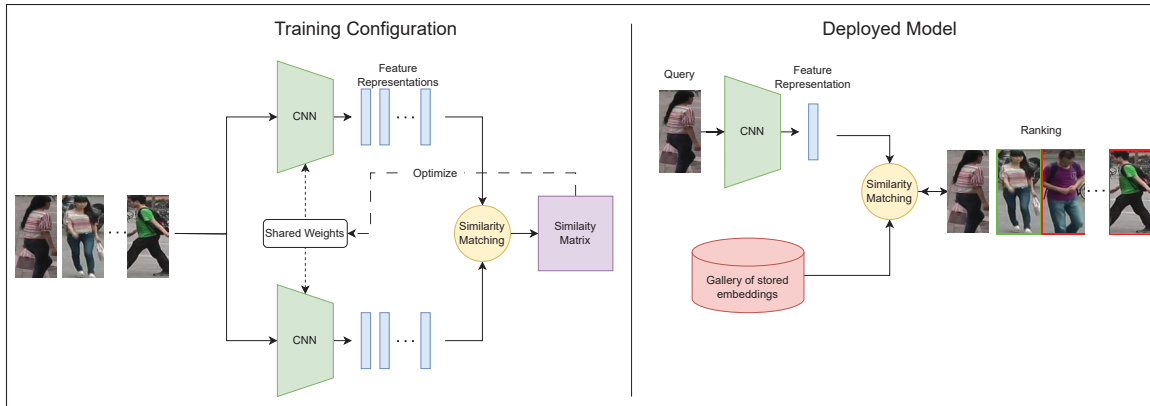 Training Configuration
Feature
Representations
CNN
Optimize
Shared Weights
Similarity
Matching
Similaity
Matrix
CNN
Deployed Model
Query
Feature
Representation
CNN
Ranking
Similarity
Matching
Gallery of stored
embeddings